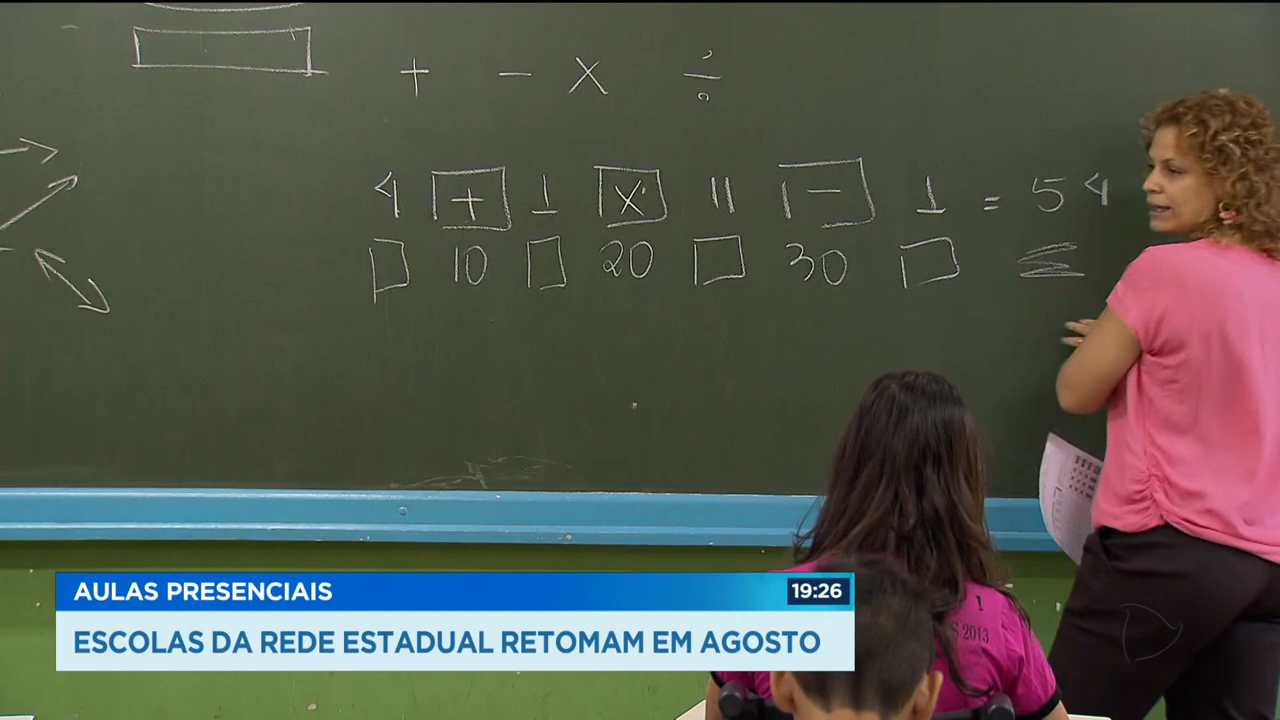 + - X ÷
4 + 1 X 11 - 1 = 54
10 20 30
S 2013
AULAS PRESENCIAIS 19:26
ESCOLAS DA REDE ESTADUAL RETOMAM EM AGOSTO